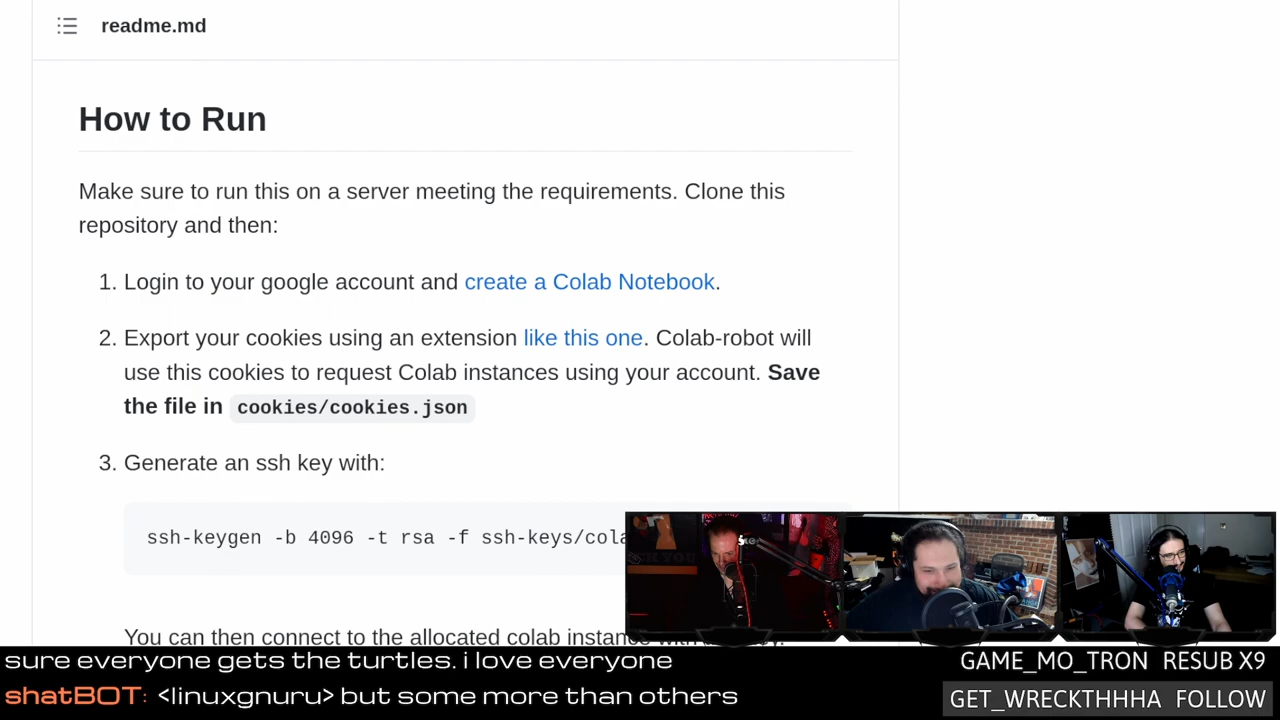 readme.md
How to Run
Make sure to run this on a server meeting the requirements. Clone this
repository and then:
1. Login to your google account and create a Colab Notebook.
2. Export your cookies using an extension like this one. Colab-robot will
use this cookies to request Colab instances using your account. Save
the file in cookies/cookies.json
3. Generate an ssh key with:
ssh-keygen -b 4096 -t rsa -f ssh-keys/cola
You can then connect to the allocated colab instanc
sure everyone gets the turtles. i love everyone
shatBOT: <linuxgnuru> but some more than others
GAME_MO_TRON RESUB X9
GET_WRECKTHHHA FOLLOW